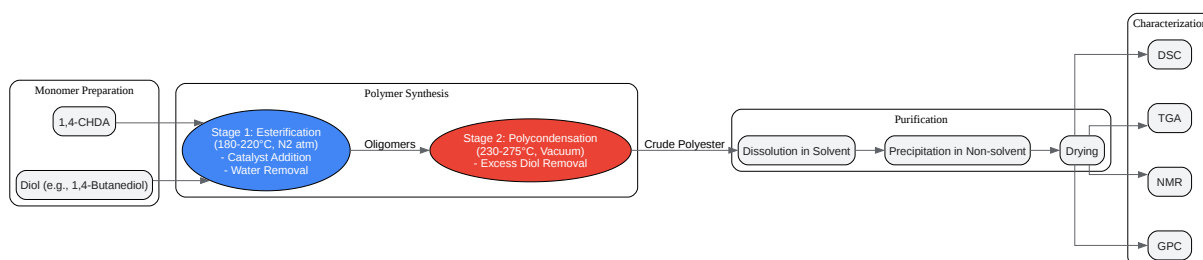 Monomer Preparation
1,4-CHDA
Diol (e.g., 1,4-Butanediol)
Polymer Synthesis
Stage 1: Esterification
(180-220°C, N2 atm)
- Catalyst Addition
- Water Removal
Oligomers
Stage 2: Polycondensation
(230-275°C, Vacuum)
- Excess Diol Removal
Crude Polyester
Purification
Dissolution in Solvent
Precipitation in Non-solvent
Drying
Characterization
DSC
TGA
NMR
GPC